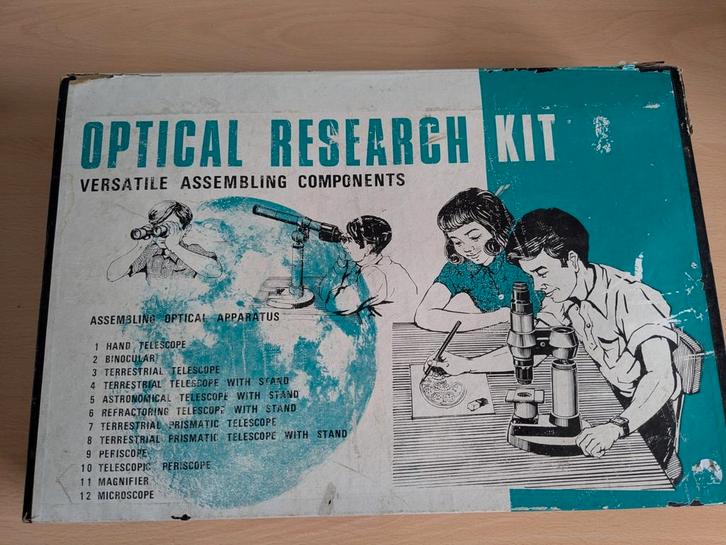 OPTICAL RESEARCH KIT
VERSATILE ASSEMBLING COMPONENTS
ASSEMBLING OPTICAL APPARATUS
1 HAND TELESCOPE
2 BINOCULAR
3 TERRESTRIAL TELESCOPE
4 TERRESTRIAL TELESCOPE WITH STAND
5 ASTRONOMICAL TELESCOPE WITH STAND
6 REFRACTORING TELESCOPE WITH STAND
7 TERRESTRIAL PRISMATIC TELESCOPE
8 TERRESTRIAL PRISMATIC TELESCOPE WITH STAND
9 PERISCOPE
10 TELESCOPIC PERISCOPE
11 MAGNIFIER
12 MICROSCOPE